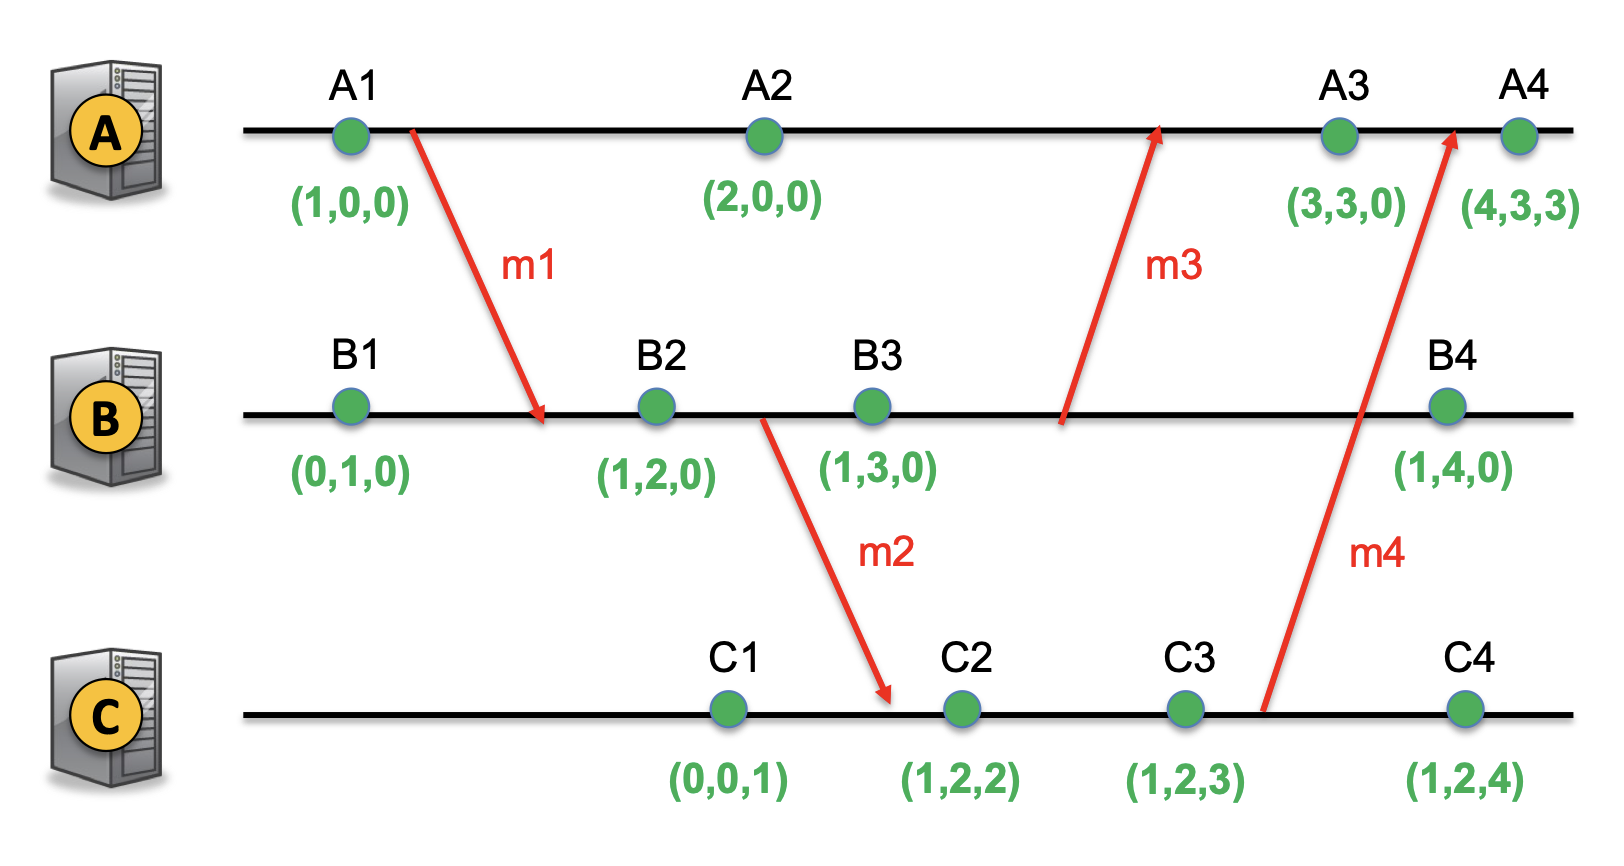 A1 A2 A3 A4
A
(1,0,0) (2,0,0) (3,3,0) (4,3,3)
m1 m3
B1 B2 B3 B4
B
(0,1,0) (1,2,0) (1,3,0) (1,4,0)
m2 m4
C1 C2 C3 C4
C
(0,0,1) (1,2,2) (1,2,3) (1,2,4)